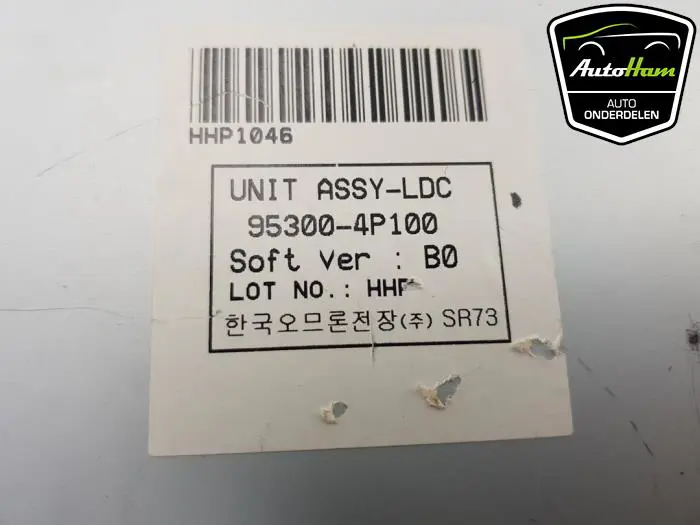 HHP1046
UNIT ASSY-LDC
95300-4P100
Soft Ver : B0
LOT NO.: HHP
한국오므론전장(주) SR73
AutoHam
AUTO
ONDERDELEN